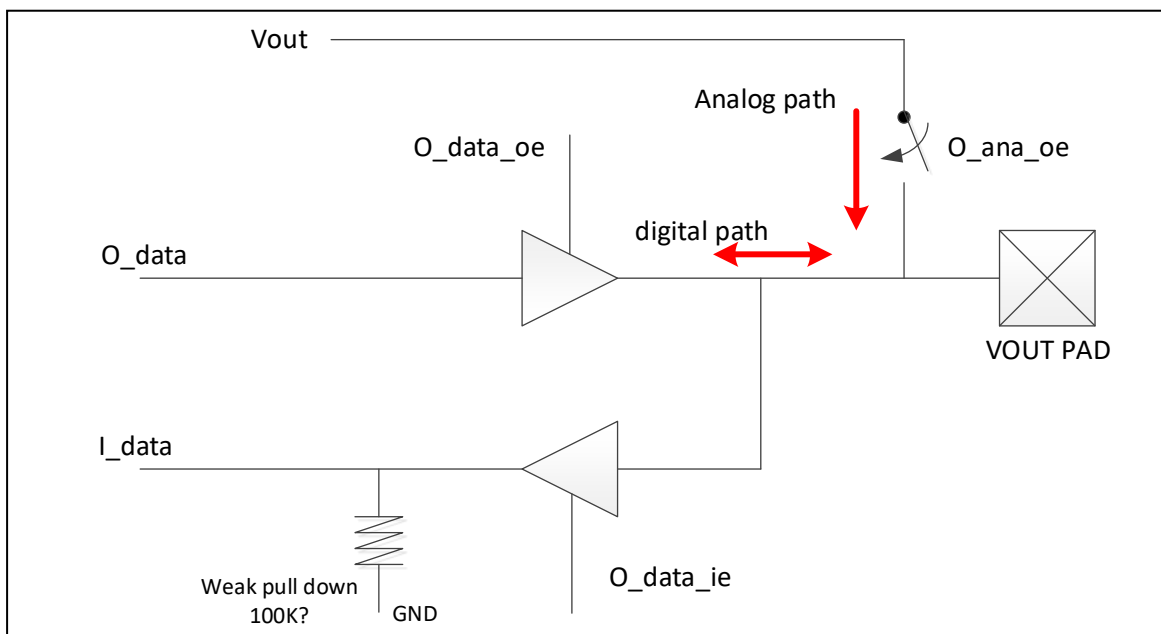 Vout
Analog path
O_data_oe
O_ana_oe
digital path
O_data
VOUT PAD
I_data
O_data_ie
Weak pull down
100K?
GND